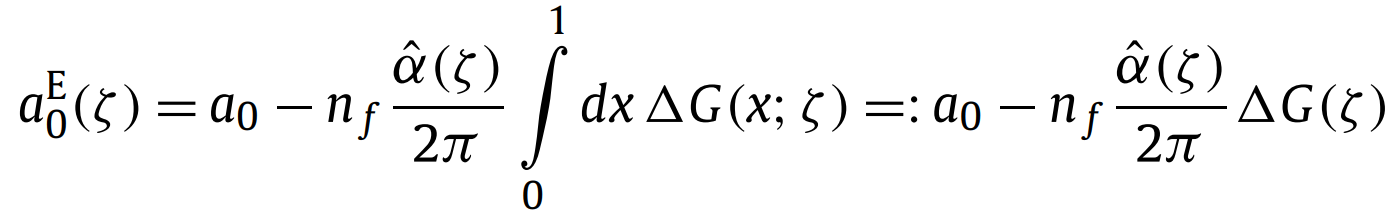 a_0^E(ζ) = a_0 − n_f \frac{\hat{α}(ζ)}{2π} \int_0^1 dx ΔG(x; ζ) =: a_0 − n_f \frac{\hat{α}(ζ)}{2π} ΔG(ζ)